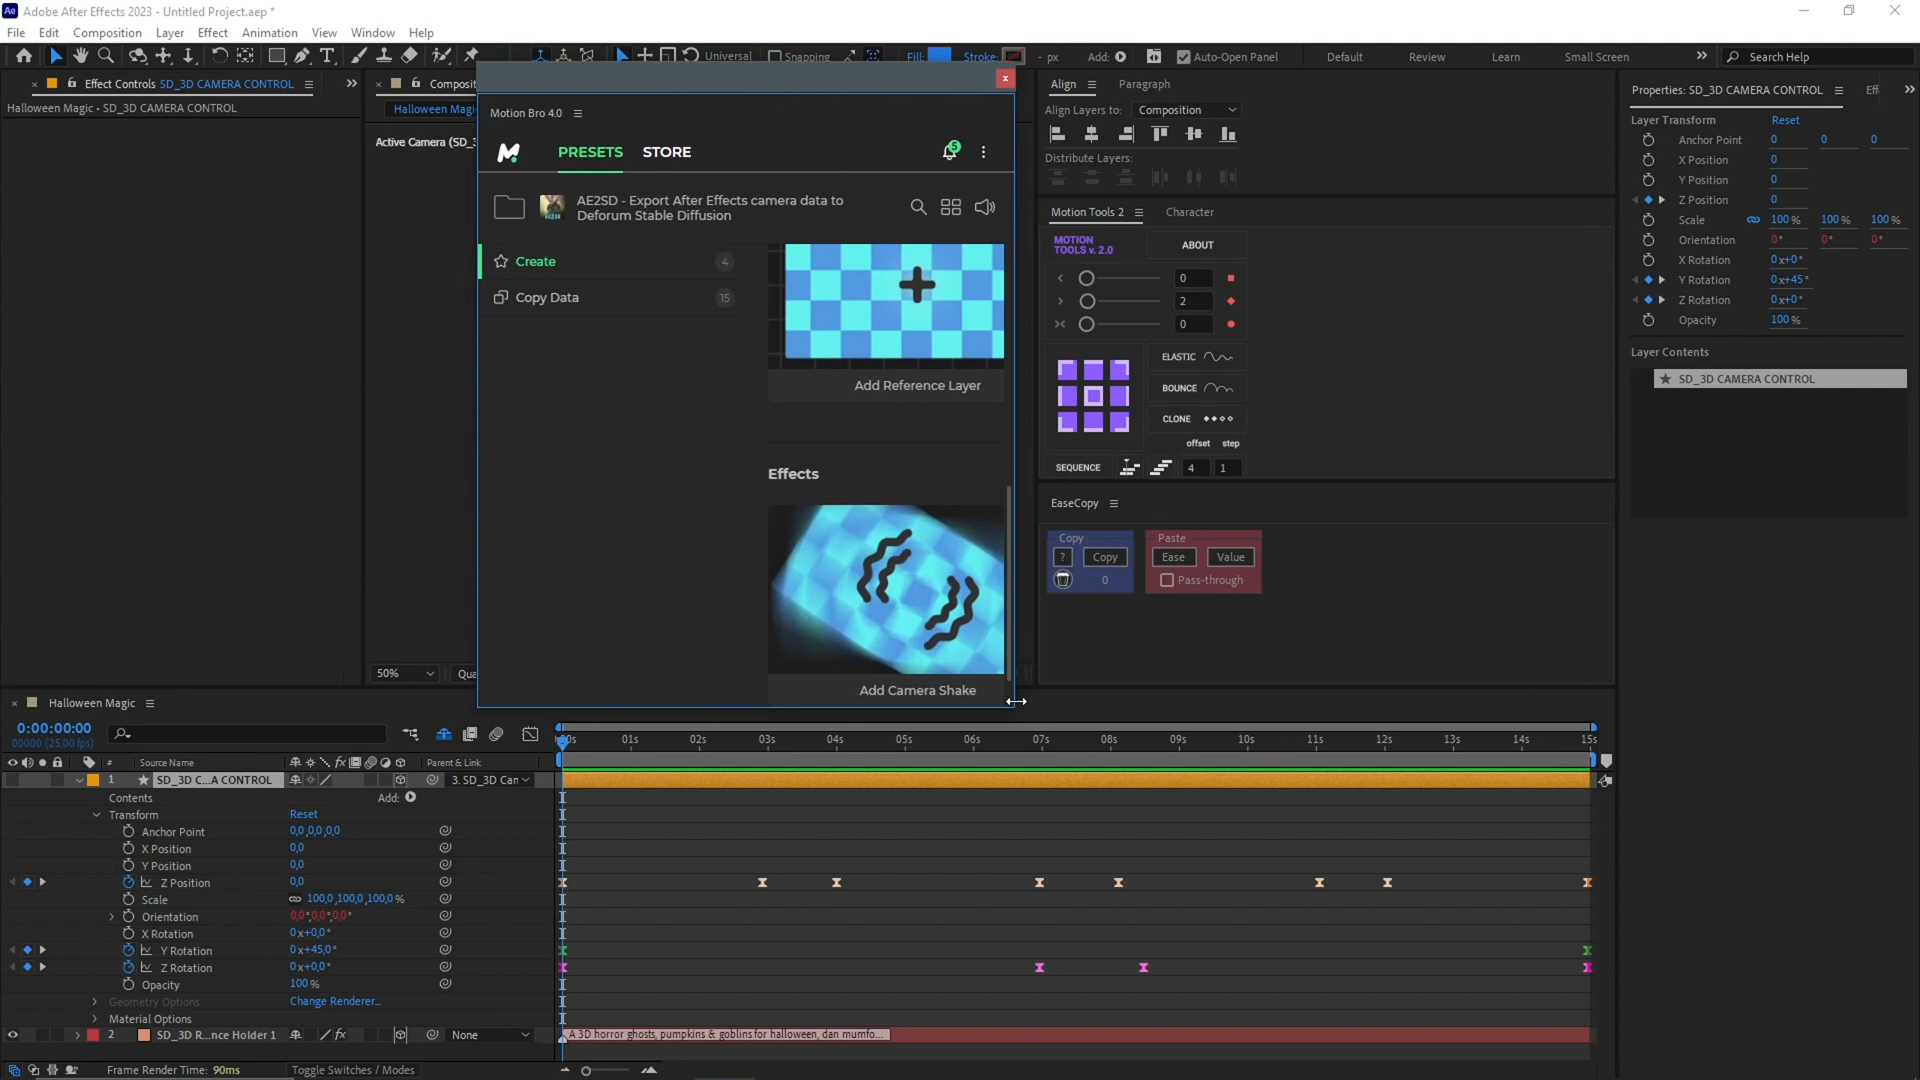 Ae Adobe After Effects 2023 - Untitled Project.aep *
File Edit Composition Layer Effect Animation View Window Help
Universal Snapping Fill: Stroke: - px Add: Auto-Open Panel Default Review Learn Small Screen Search Help
Effect Controls SD_3D CAMERA CONTROL
Halloween Magic • SD_3D CAMERA CONTROL
Composit
Halloween Magic
Active Camera (SD_3
50%
Qua
Motion Bro 4.0
PRESETS STORE
5
AE2SD - Export After Effects camera data to
Deforum Stable Diffusion
Create 4
Copy Data 15
Add Reference Layer
Effects
Add Camera Shake
Align Paragraph
Align Layers to: Composition
Distribute Layers:
Motion Tools 2 Character
MOTION
TOOLS v. 2.0
ABOUT
0
2
0
ELASTIC
BOUNCE
CLONE
offset step
SEQUENCE 4 1
EaseCopy
Copy Paste
? Copy Ease Value
0 Pass-through
Properties: SD_3D CAMERA CONTROL Eff
Layer Transform Reset
Anchor Point 0 0 0
X Position 0
Y Position 0
Z Position 0
Scale 100 % 100 % 100 %
Orientation 0° 0° 0°
X Rotation 0x+0°
Y Rotation 0x+45°
Z Rotation 0x+0°
Opacity 100 %
Layer Contents
SD_3D CAMERA CONTROL
Halloween Magic
0:00:00:00
00000 (25.00 fps)
01s 02s 03s 04s 05s 06s 07s 08s 09s 10s 11s 12s 13s 14s 15s
# Source Name fx Parent & Link
1 SD_3D C...A CONTROL 3. SD_3D Can
Contents Add:
Transform Reset
Anchor Point 0,0,0,0,0,0
X Position 0,0
Y Position 0,0
Z Position 0,0
Scale 100,0,100,0,100,0 %
Orientation 0,0°,0,0°,0,0°
X Rotation 0x+0,0°
Y Rotation 0x+45,0°
Z Rotation 0x+0,0°
Opacity 100 %
Geometry Options Change Renderer...
Material Options
2 SD_3D R...nce Holder 1 fx None
A 3D horror ghosts, pumpkins & goblins for halloween, dan mumfo...
Frame Render Time: 90ms Toggle Switches / Modes